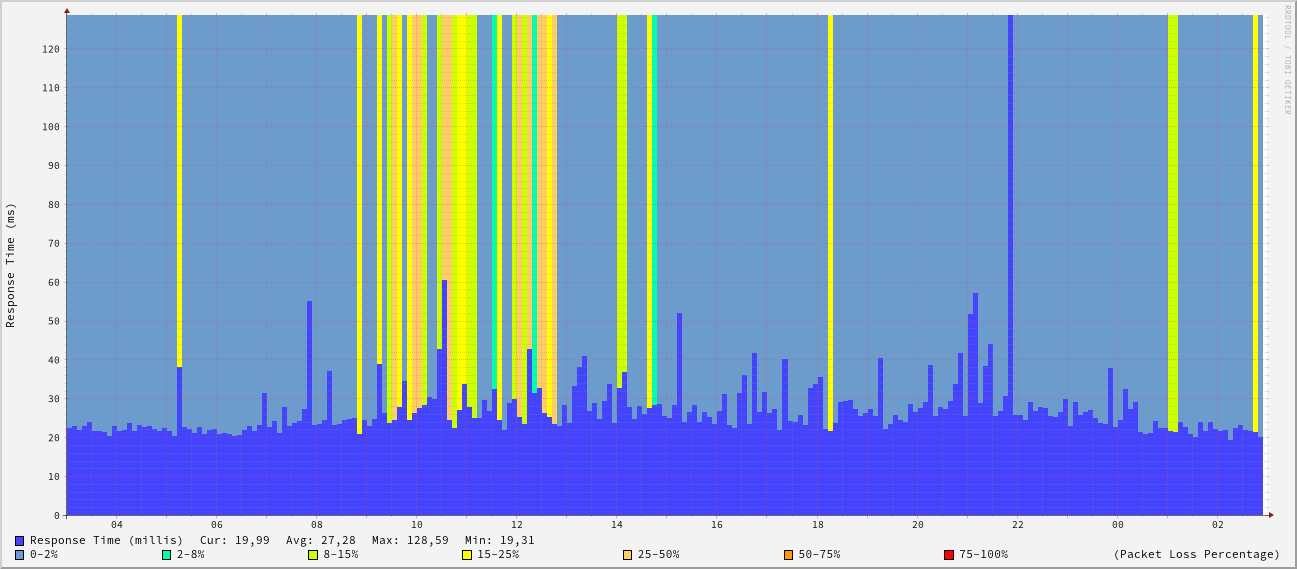 RRDTOOL / TOBI OETIKER
Response Time (ms)
120
110
100
90
80
70
60
50
40
30
20
10
0
04 06 08 10 12 14 16 18 20 22 00 02
Response Time (millis) Cur: 19,99 Avg: 27,28 Max: 128,59 Min: 19,31
0-2% 2-8% 8-15% 15-25% 25-50% 50-75% 75-100% (Packet Loss Percentage)